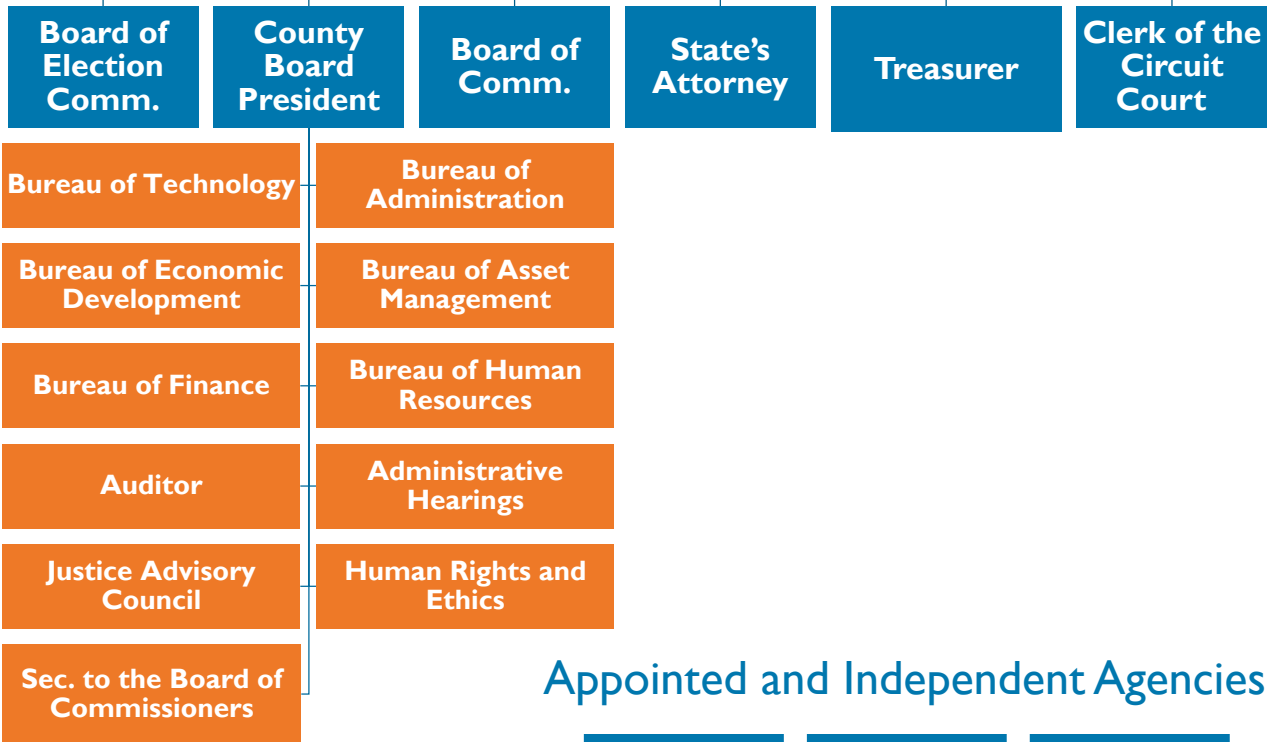 Board of
Election
Comm.
County
Board
President
Board of
Comm.
State’s
Attorney
Treasurer
Clerk of the
Circuit
Court
Bureau of Technology
Bureau of
Administration
Bureau of Economic
Development
Bureau of Asset
Management
Bureau of Finance
Bureau of Human
Resources
Auditor
Administrative
Hearings
Justice Advisory
Council
Human Rights and
Ethics
Sec. to the Board of
Commissioners
Appointed and Independent Agencies